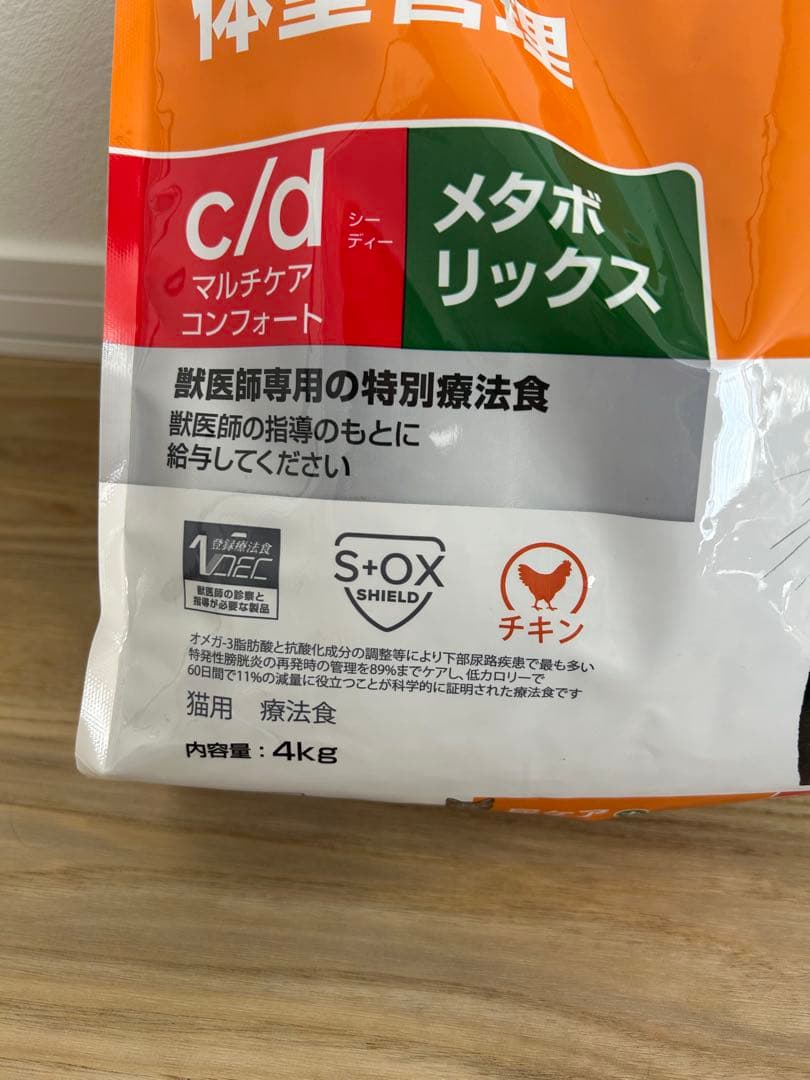 体重管理
c/d
シー
ディー
マルチケア
コンフォート
メタボ
リックス
獣医師専用の特別療法食
獣医師の指導のもとに
給与してください
登録療法食
VDEC
獣医師の診察と
指導が必要な製品
S+OX
SHIELD
チキン
オメガ-3脂肪酸と抗酸化成分の調整等により下部尿路疾患で最も多い
特発性膀胱炎の再発時の管理を89%までケアし、低カロリーで
60日間で11%の減量に役立つことが科学的に証明された療法食です
猫用 療法食
内容量：4kg